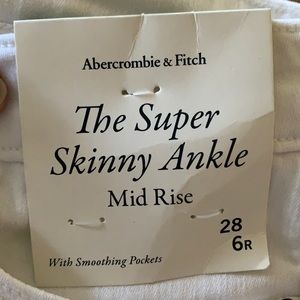 Abercrombie & Fitch
The Super
Skinny Ankle
Mid Rise
28
6R
With Smoothing Pockets